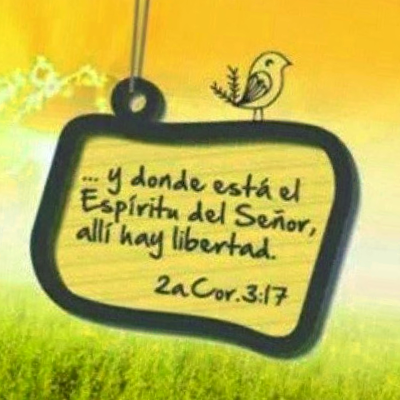 ... y donde está el
Espíritu del Señor,
allí hay libertad.
2a Cor. 3:17